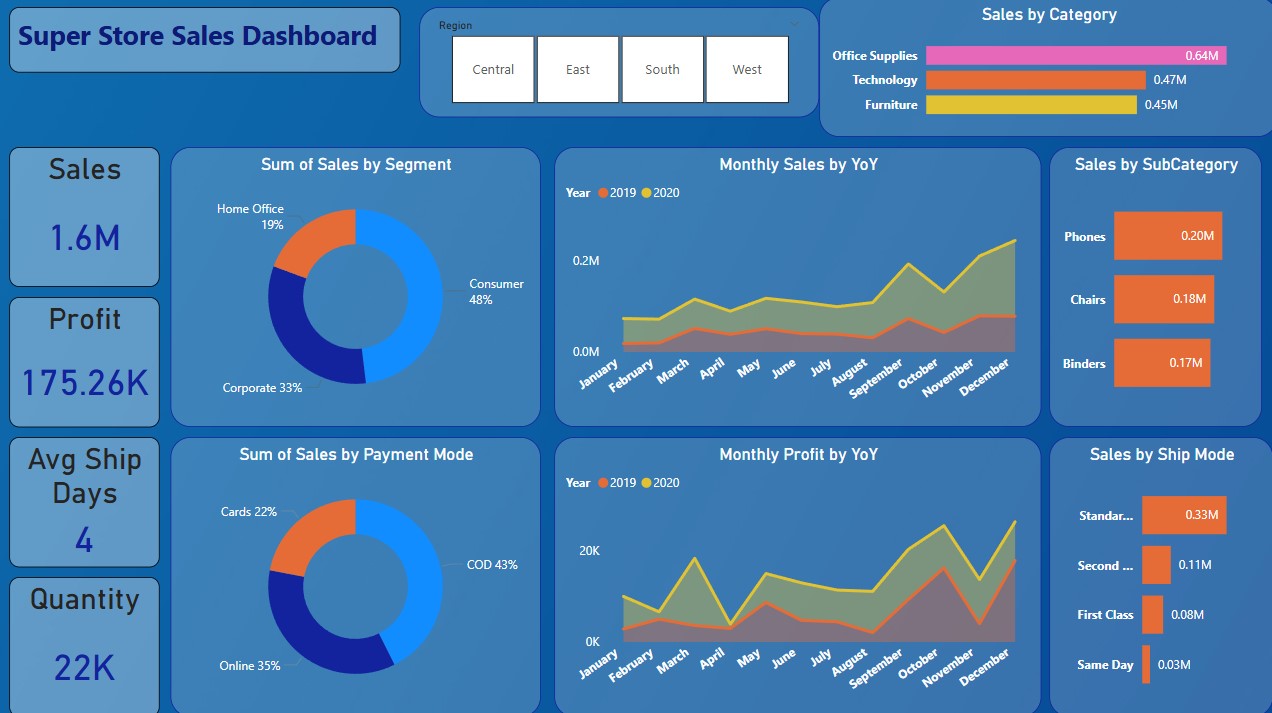 Super Store Sales Dashboard
Region
Central
East
South
West
Sales by Category
Office Supplies
0.64M
Technology
0.47M
Furniture
0.45M
Sales
1.6M
Profit
175.26K
Avg Ship
Days
4
Quantity
22K
Sum of Sales by Segment
Home Office
19%
Consumer
48%
Corporate 33%
Monthly Sales by YoY
Year
2019
2020
0.2M
0.0M
January
February
March
April
May
June
July
August
September
October
November
December
Sales by SubCategory
Phones
0.20M
Chairs
0.18M
Binders
0.17M
Sum of Sales by Payment Mode
Cards 22%
COD 43%
Online 35%
Monthly Profit by YoY
Year
2019
2020
20K
0K
January
February
March
April
May
June
July
August
September
October
November
December
Sales by Ship Mode
Standar...
0.33M
Second ...
0.11M
First Class
0.08M
Same Day
0.03M